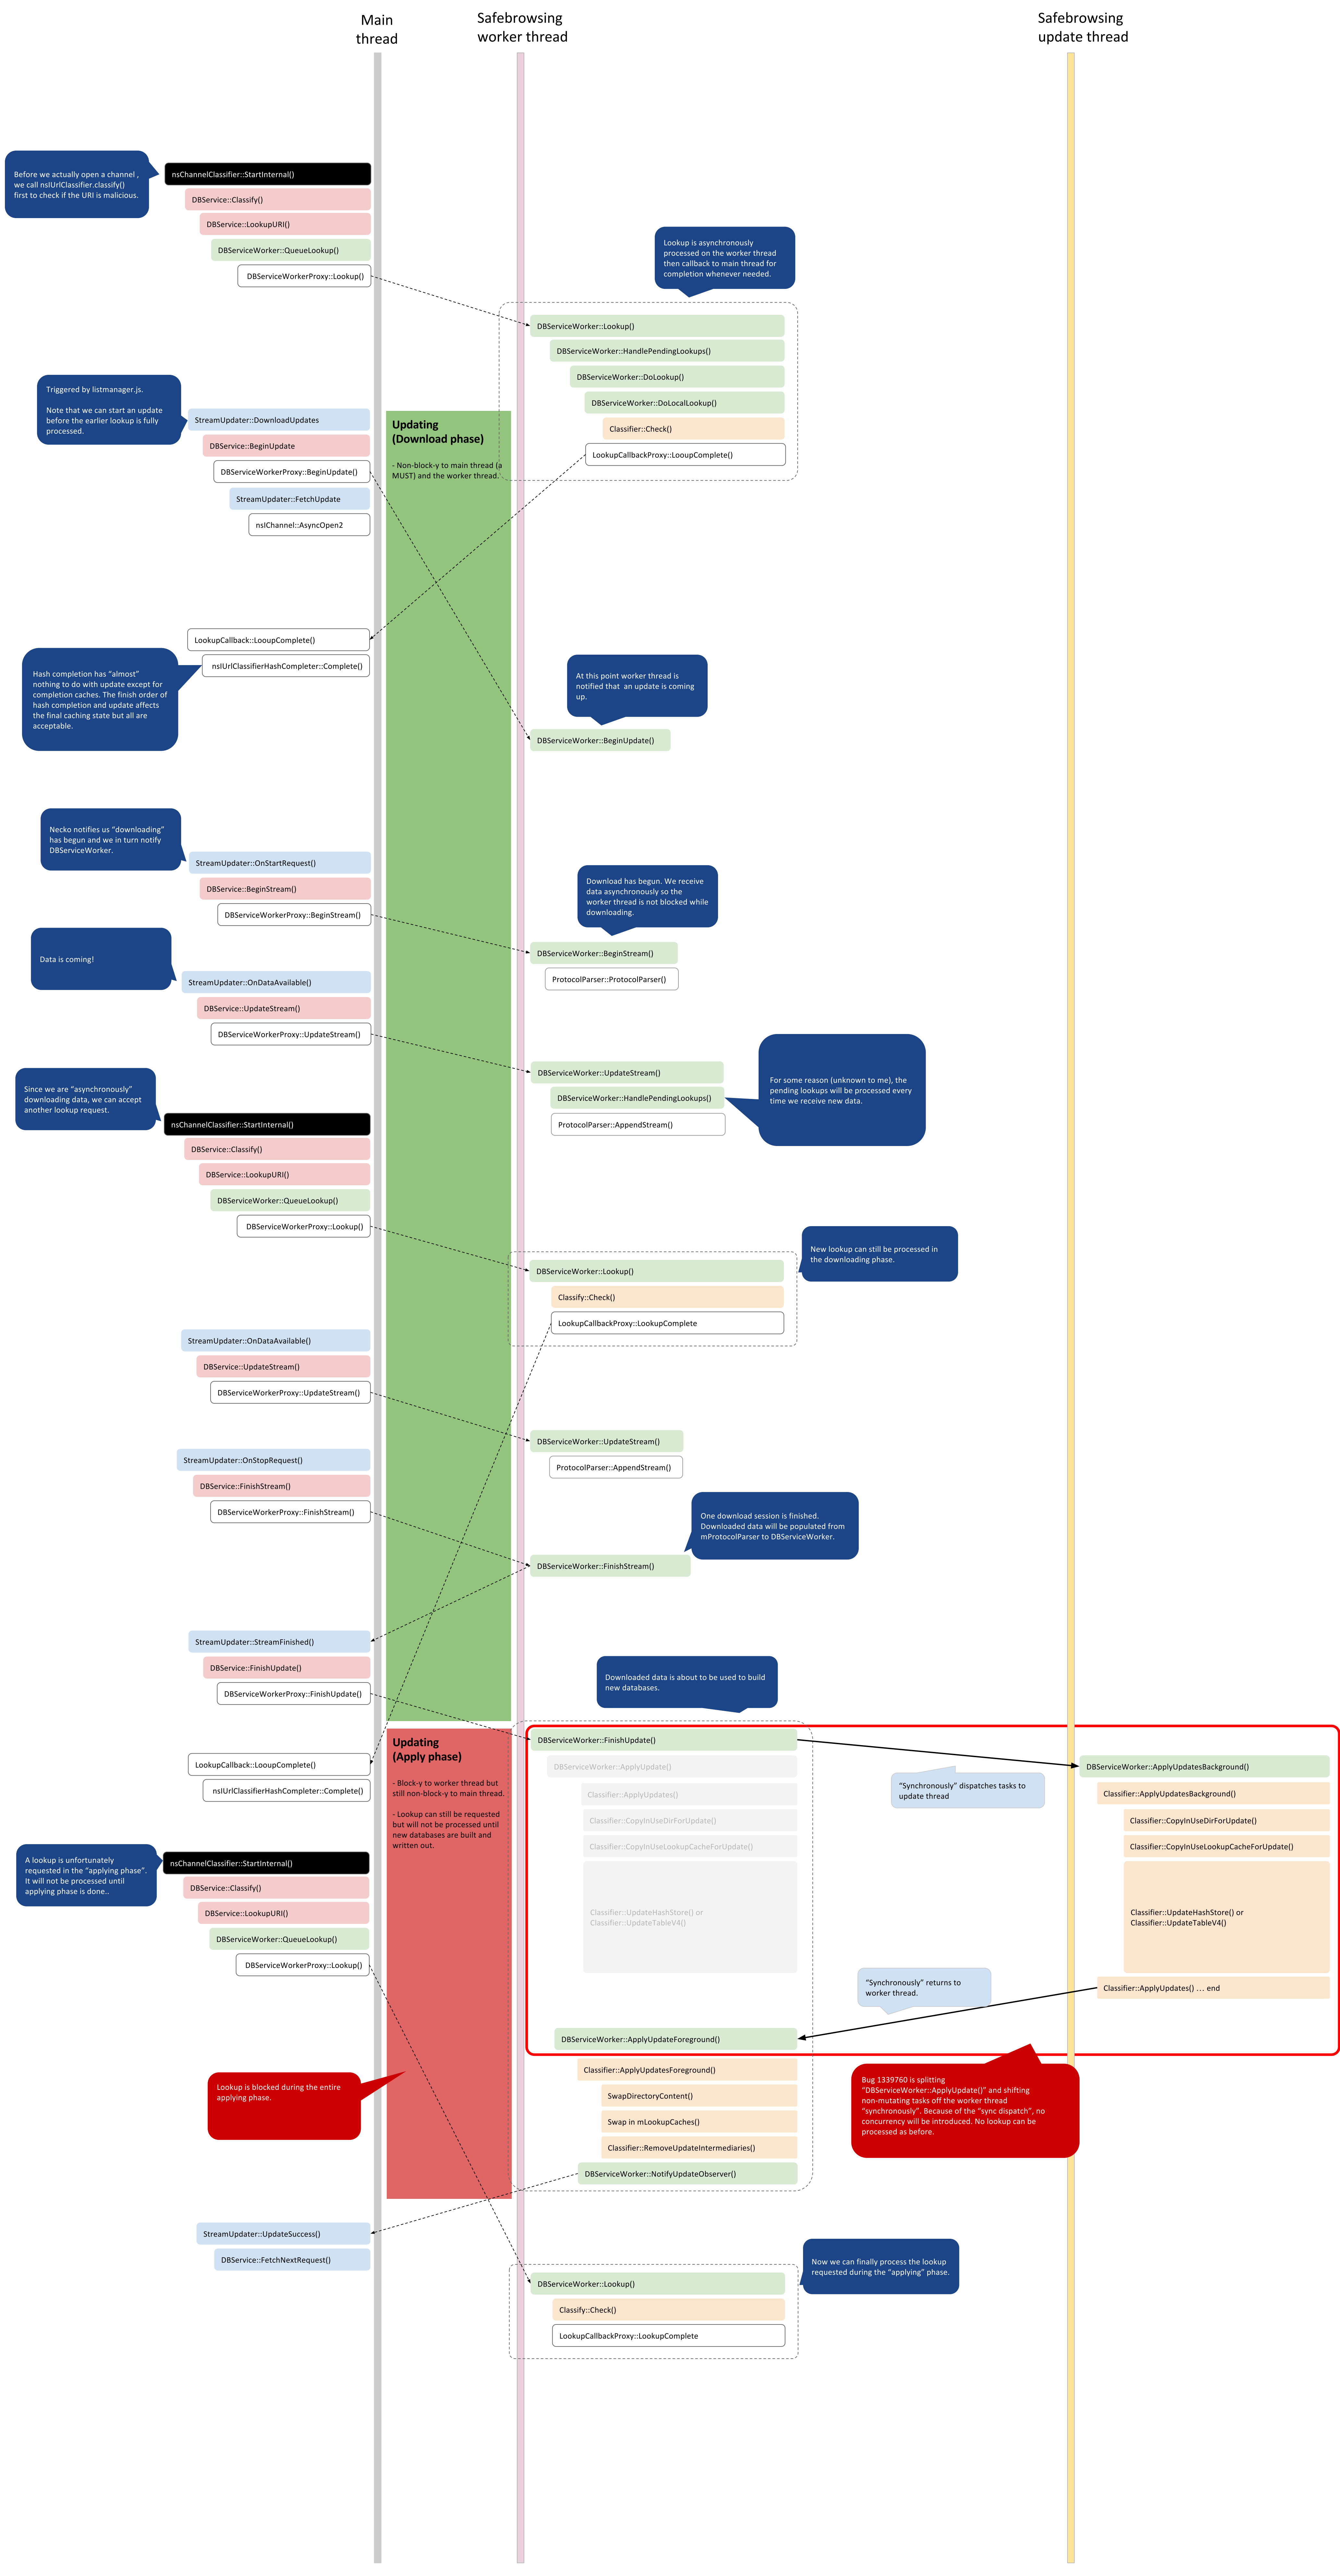 Main
thread
Safebrowsing
worker thread
Safebrowsing
update thread
Before we actually open a channel ,
we call nsIUrlClassifier.classify()
first to check if the URI is malicious.
nsChannelClassifier::StartInternal()
DBService::Classify()
DBService::LookupURI()
DBServiceWorker::QueueLookup()
DBServiceWorkerProxy::Lookup()
Lookup is asynchronously
processed on the worker thread
then callback to main thread for
completion whenever needed.
DBServiceWorker::Lookup()
DBServiceWorker::HandlePendingLookups()
DBServiceWorker::DoLookup()
DBServiceWorker::DoLocalLookup()
Classifier::Check()
LookupCallbackProxy::LooupComplete()
Triggered by listmanager.js.
Note that we can start an update
before the earlier lookup is fully
processed.
StreamUpdater::DownloadUpdates
DBService::BeginUpdate
DBServiceWorkerProxy::BeginUpdate()
StreamUpdater::FetchUpdate
nsIChannel::AsyncOpen2
Updating
(Download phase)
- Non-block-y to main thread (a
MUST) and the worker thread.
LookupCallback::LooupComplete()
nsIUrlClassifierHashCompleter::Complete()
Hash completion has "almost"
nothing to do with update except for
completion caches. The finish order of
hash completion and update affects
the final caching state but all are
acceptable.
At this point worker thread is
notified that  an update is coming
up.
DBServiceWorker::BeginUpdate()
Necko notifies us "downloading"
has begun and we in turn notify
DBServiceWorker.
StreamUpdater::OnStartRequest()
DBService::BeginStream()
DBServiceWorkerProxy::BeginStream()
Download has begun. We receive
data asynchronously so the
worker thread is not blocked while
downloading.
DBServiceWorker::BeginStream()
ProtocolParser::ProtocolParser()
Data is coming!
StreamUpdater::OnDataAvailable()
DBService::UpdateStream()
DBServiceWorkerProxy::UpdateStream()
DBServiceWorker::UpdateStream()
DBServiceWorker::HandlePendingLookups()
ProtocolParser::AppendStream()
For some reason (unknown to me), the
pending lookups will be processed every
time we receive new data.
Since we are "asynchronously"
downloading data, we can accept
another lookup request.
nsChannelClassifier::StartInternal()
DBService::Classify()
DBService::LookupURI()
DBServiceWorker::QueueLookup()
DBServiceWorkerProxy::Lookup()
New lookup can still be processed in
the downloading phase.
DBServiceWorker::Lookup()
Classify::Check()
LookupCallbackProxy::LookupComplete
StreamUpdater::OnDataAvailable()
DBService::UpdateStream()
DBServiceWorkerProxy::UpdateStream()
DBServiceWorker::UpdateStream()
ProtocolParser::AppendStream()
StreamUpdater::OnStopRequest()
DBService::FinishStream()
DBServiceWorkerProxy::FinishStream()
One download session is finished.
Downloaded data will be populated from
mProtocolParser to DBServiceWorker.
DBServiceWorker::FinishStream()
StreamUpdater::StreamFinished()
DBService::FinishUpdate()
DBServiceWorkerProxy::FinishUpdate()
Downloaded data is about to be used to build
new databases.
Updating
(Apply phase)
- Block-y to worker thread but
still non-block-y to main thread.
- Lookup can still be requested
but will not be processed until
new databases are built and
written out.
DBServiceWorker::FinishUpdate()
DBServiceWorker::ApplyUpdate()
Classifier::ApplyUpdates()
Classifier::CopyInUseDirForUpdate()
Classifier::CopyInUseLookupCacheForUpdate()
Classifier::UpdateHashStore() or
Classifier::UpdateTableV4()
"Synchronously" dispatches tasks to
update thread
DBServiceWorker::ApplyUpdatesBackground()
Classifier::ApplyUpdatesBackground()
Classifier::CopyInUseDirForUpdate()
Classifier::CopyInUseLookupCacheForUpdate()
Classifier::UpdateHashStore() or
Classifier::UpdateTableV4()
Classifier::ApplyUpdates() … end
"Synchronously" returns to
worker thread.
LookupCallback::LooupComplete()
nsIUrlClassifierHashCompleter::Complete()
A lookup is unfortunately
requested in the "applying phase".
It will not be processed until
applying phase is done..
nsChannelClassifier::StartInternal()
DBService::Classify()
DBService::LookupURI()
DBServiceWorker::QueueLookup()
DBServiceWorkerProxy::Lookup()
DBServiceWorker::ApplyUpdateForeground()
Classifier::ApplyUpdatesForeground()
SwapDirectoryContent()
Swap in mLookupCaches()
Classifier::RemoveUpdateIntermediaries()
DBServiceWorker::NotifyUpdateObserver()
Lookup is blocked during the entire
applying phase.
Bug 1339760 is splitting
"DBServiceWorker::ApplyUpdate()" and shifting
non-mutating tasks off the worker thread
"synchronously". Because of the "sync dispatch", no
concurrency will be introduced. No lookup can be
processed as before.
StreamUpdater::UpdateSuccess()
DBService::FetchNextRequest()
Now we can finally process the lookup
requested during the "applying" phase.
DBServiceWorker::Lookup()
Classify::Check()
LookupCallbackProxy::LookupComplete